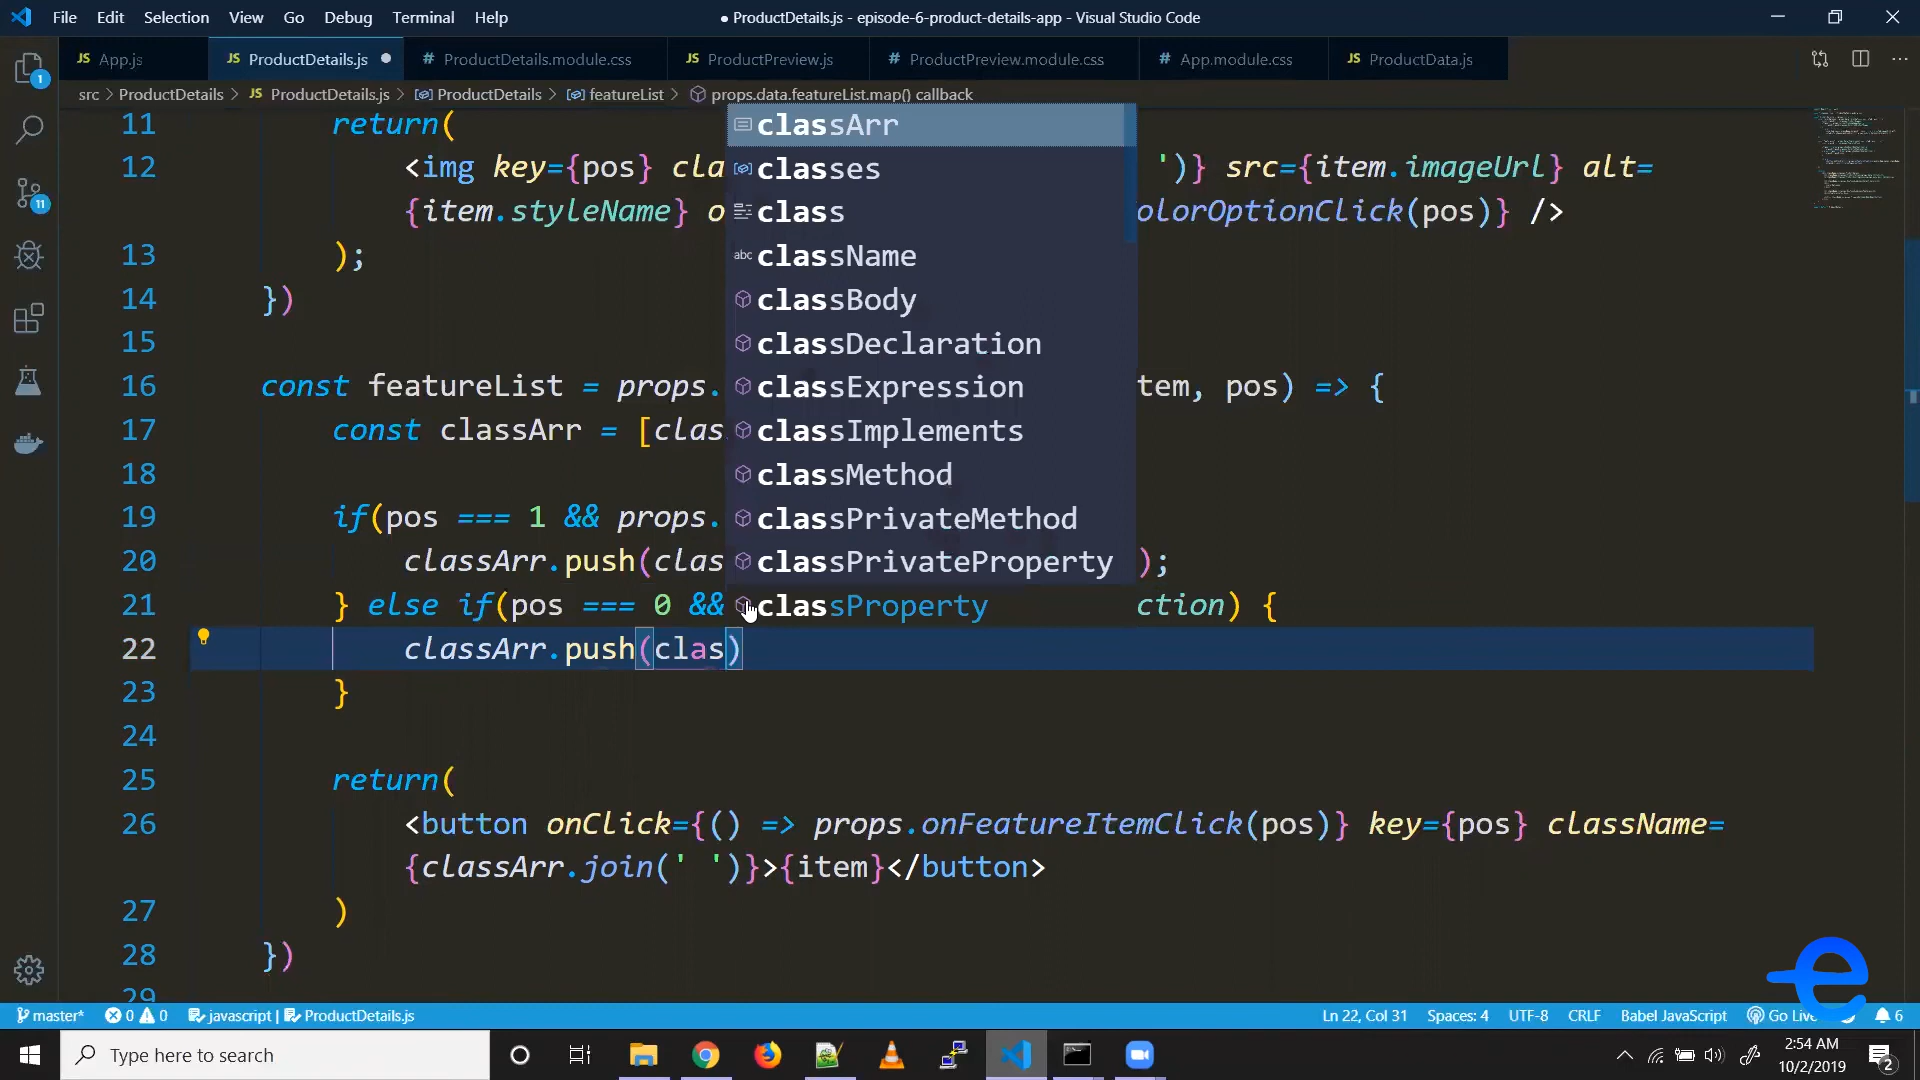 File Edit Selection View Go Debug Terminal Help
● ProductDetails.js - episode-6-product-details-app - Visual Studio Code
JS App.js
JS ProductDetails.js ●
# ProductDetails.module.css
JS ProductPreview.js
# ProductPreview.module.css
# App.module.css
JS ProductData.js
src > ProductDetails > JS ProductDetails.js > ProductDetails > featureList > props.data.featureList.map() callback
11 return(
12 <img key={pos} cla ')} src={item.imageUrl} alt=
{item.styleName} o olorOptionClick(pos)} />
13 );
14 })
15
16 const featureList = props. tem, pos) => {
17 const classArr = [clas
18
19 if(pos === 1 && props.
20 classArr.push(clas );
21 } else if(pos === 0 && ction) {
22 classArr.push(clas)
23 }
24
25 return(
26 <button onClick={() => props.onFeatureItemClick(pos)} key={pos} className=
{classArr.join(' ')}>{item}</button>
27 )
28 })
29
classArr
classes
class
abc className
classBody
classDeclaration
classExpression
classImplements
classMethod
classPrivateMethod
classPrivateProperty
classProperty
1
11
master* 0 0 javascript | ProductDetails.js
Ln 22, Col 31 Spaces: 4 UTF-8 CRLF Babel JavaScript Go Live 6
Type here to search
2:54 AM
10/2/2019
2